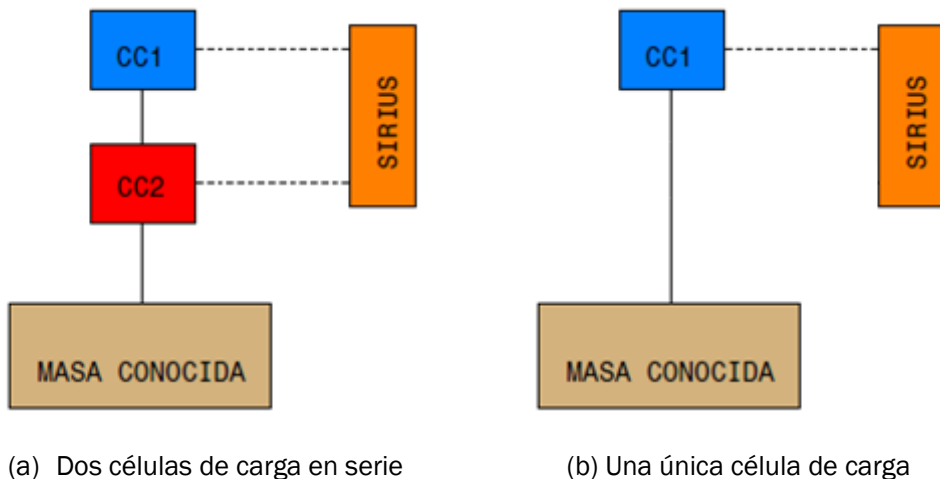 CC1
SIRIUS
CC2
MASA CONOCIDA
CC1
SIRIUS
MASA CONOCIDA
(a) Dos células de carga en serie
(b) Una única célula de carga